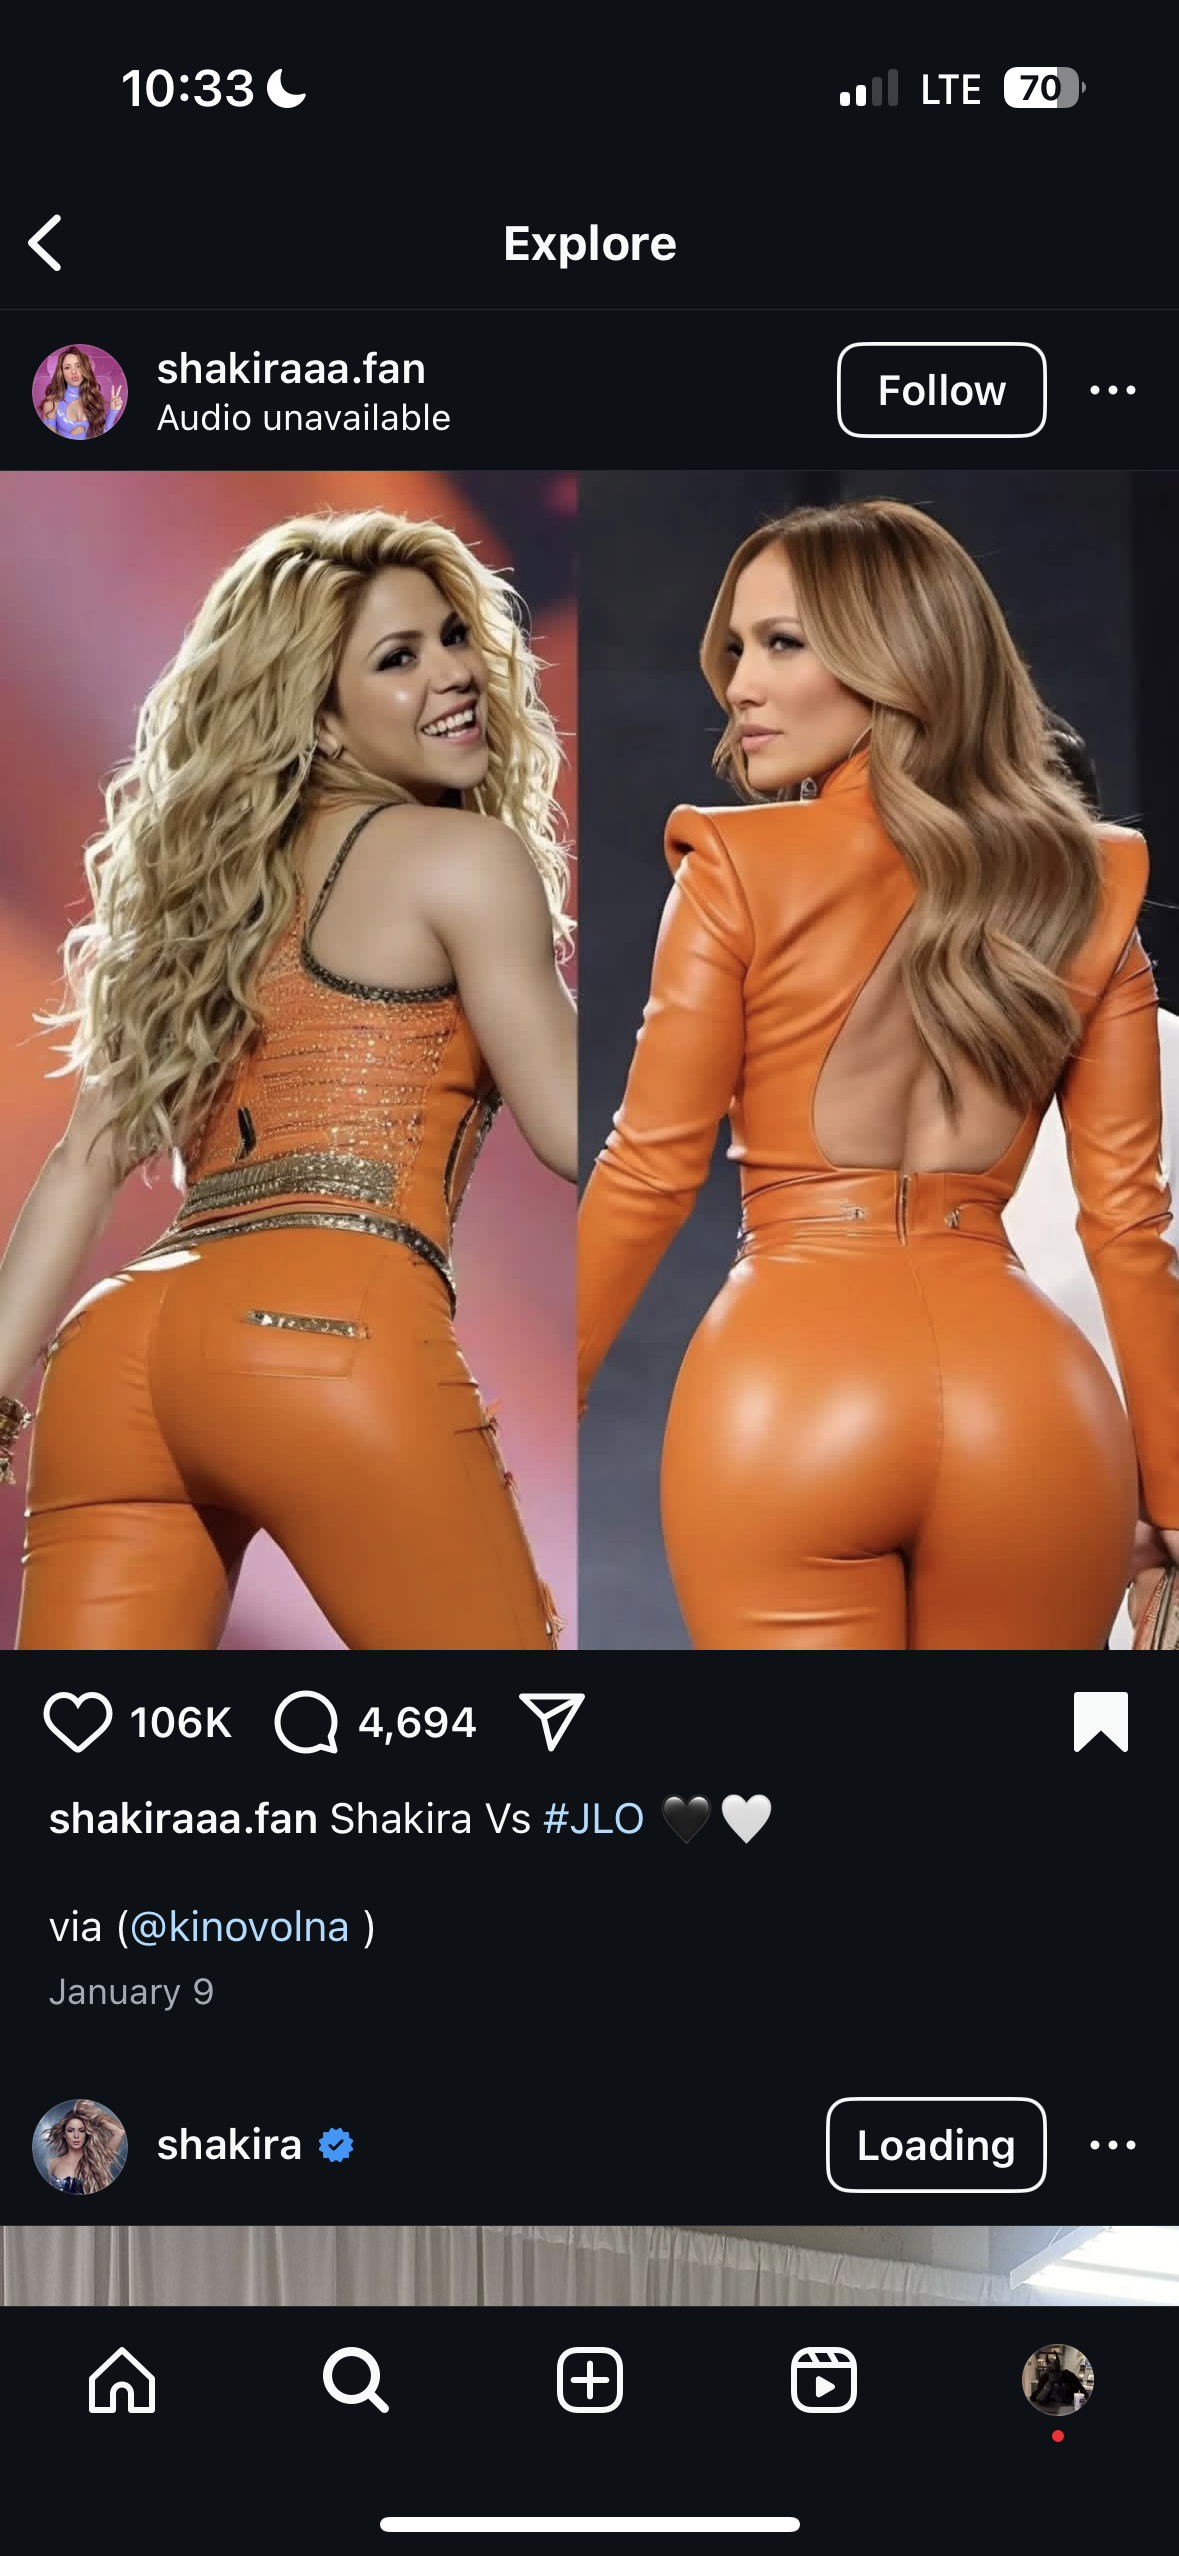 10:33
LTE
70
Explore
shakiraaa.fan
Audio unavailable
Follow
106K
4,694
shakiraaa.fan Shakira Vs #JLO 🖤🤍
via (@kinovolna )
January 9
shakira
Loading